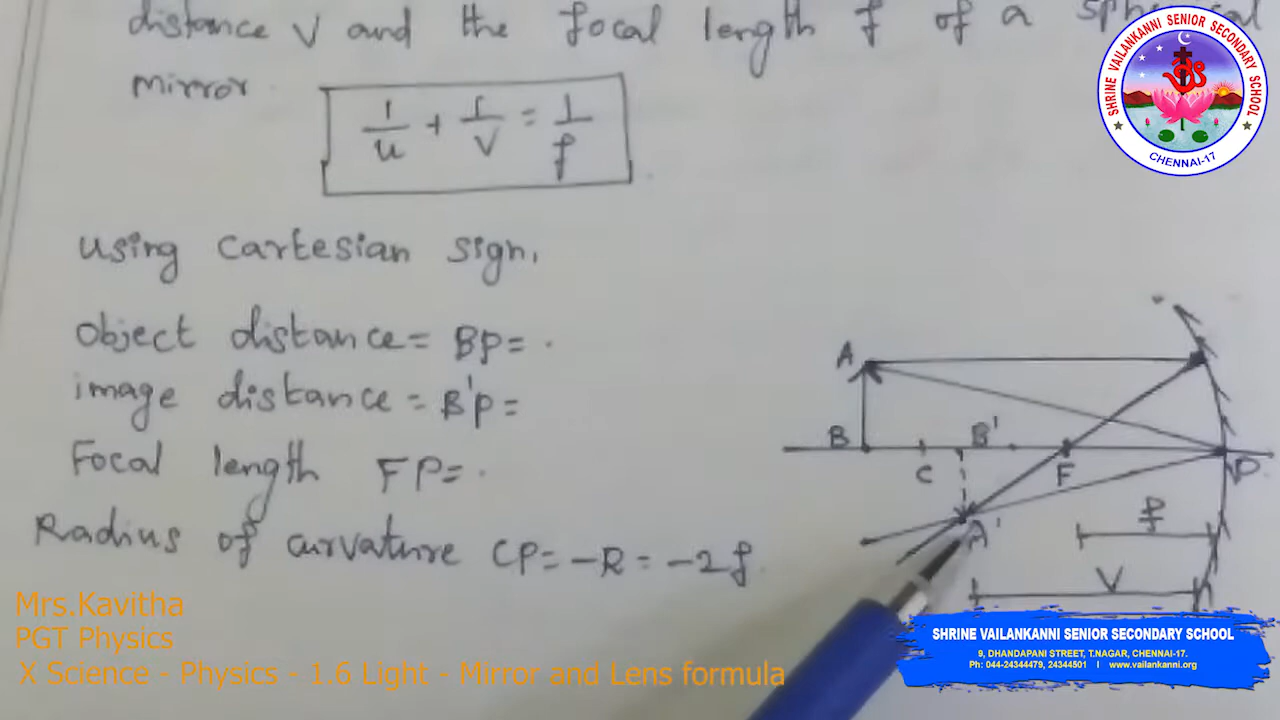 distance v and the focal length f of a spherical
mirror
1/u + 1/v = 1/f
using cartesian sign.
object distance = BP =
image distance = B'P =
Focal length FP =
Radius of curvature CP = -R = -2f
A
B
C
B'
F
P
A'
f
V
SHRINE VAILANKANNI SENIOR SECONDARY SCHOOL
CHENNAI-17
Mrs.Kavitha
PGT Physics
X Science - Physics - 1.6 Light - Mirror and Lens formula
SHRINE VAILANKANNI SENIOR SECONDARY SCHOOL
9, DHANDAPANI STREET, T.NAGAR, CHENNAI-17.
Ph: 044-24344479, 24344501 I www.vailankanni.org